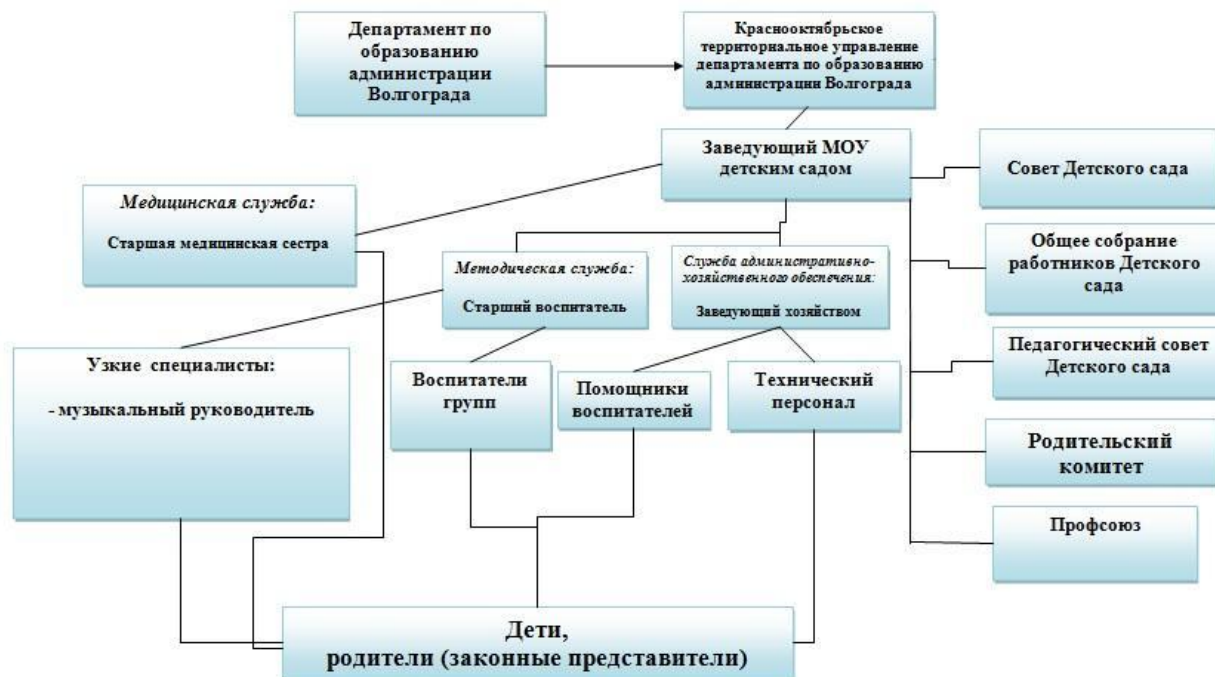 Департамент по
образованию
администрации
Волгограда
Краснооктябрьское
территориальное управление
департамента по образованию
администрации Волгограда
Заведующий МОУ
детским садом
Совет Детского сада
Медицинская служба:
Старшая медицинская сестра
Общее собрание
работников Детского
сада
Методическая служба:
Старший воспитатель
Служба административно-
хозяйственного обеспечения:
Заведующий хозяйством
Педагогический совет
Детского сада
Узкие специалисты:
- музыкальный руководитель
Воспитатели
групп
Помощники
воспитателей
Технический
персонал
Родительский
комитет
Профсоюз
Дети,
родители (законные представители)